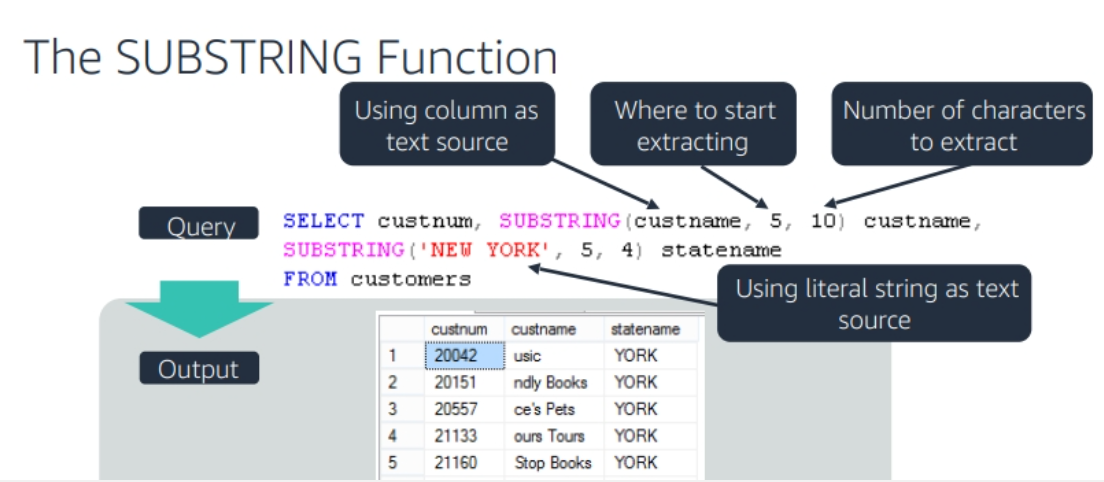 The SUBSTRING Function
Using column as
text source
Where to start
extracting
Number of characters
to extract
Query
SELECT custnum, SUBSTRING(custname, 5, 10) custname,
SUBSTRING('NEW YORK', 5, 4) statename
FROM customers
Using literal string as text
source
Output
custnum custname statename
1 20042 usic YORK
2 20151 ndly Books YORK
3 20557 ce's Pets YORK
4 21133 ours Tours YORK
5 21160 Stop Books YORK